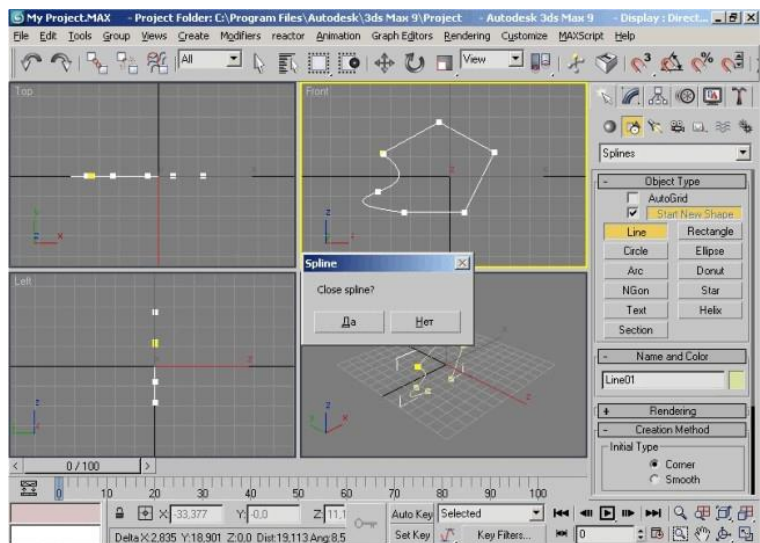 My Project.MAX - Project Folder: C:\Program Files\Autodesk\3ds Max 9\Project - Autodesk 3ds Max 9 - Display : Direct...
File Edit Tools Group Views Create Modifiers reactor Animation Graph Editors Rendering Customize MAXScript Help
All View
Top Front
Splines
Object Type
AutoGrid
Start New Shape
Line Rectangle
Circle Ellipse
Arc Donut
NGon Star
Text Helix
Section
Spline
Close spline?
Да Нет
Left
Name and Color
Line01
Rendering
Creation Method
Initial Type
Corner
Smooth
0 / 100
0 10 20 30 40 50 60 70 80 90 100
X: -33,377 Y: -0,0 Z: 11,1 Auto Key Selected
Delta X:2.835 Y:18,901 Z:0.0 Dist:19,113 Ang:8,5 Set Key Key Filters... 0